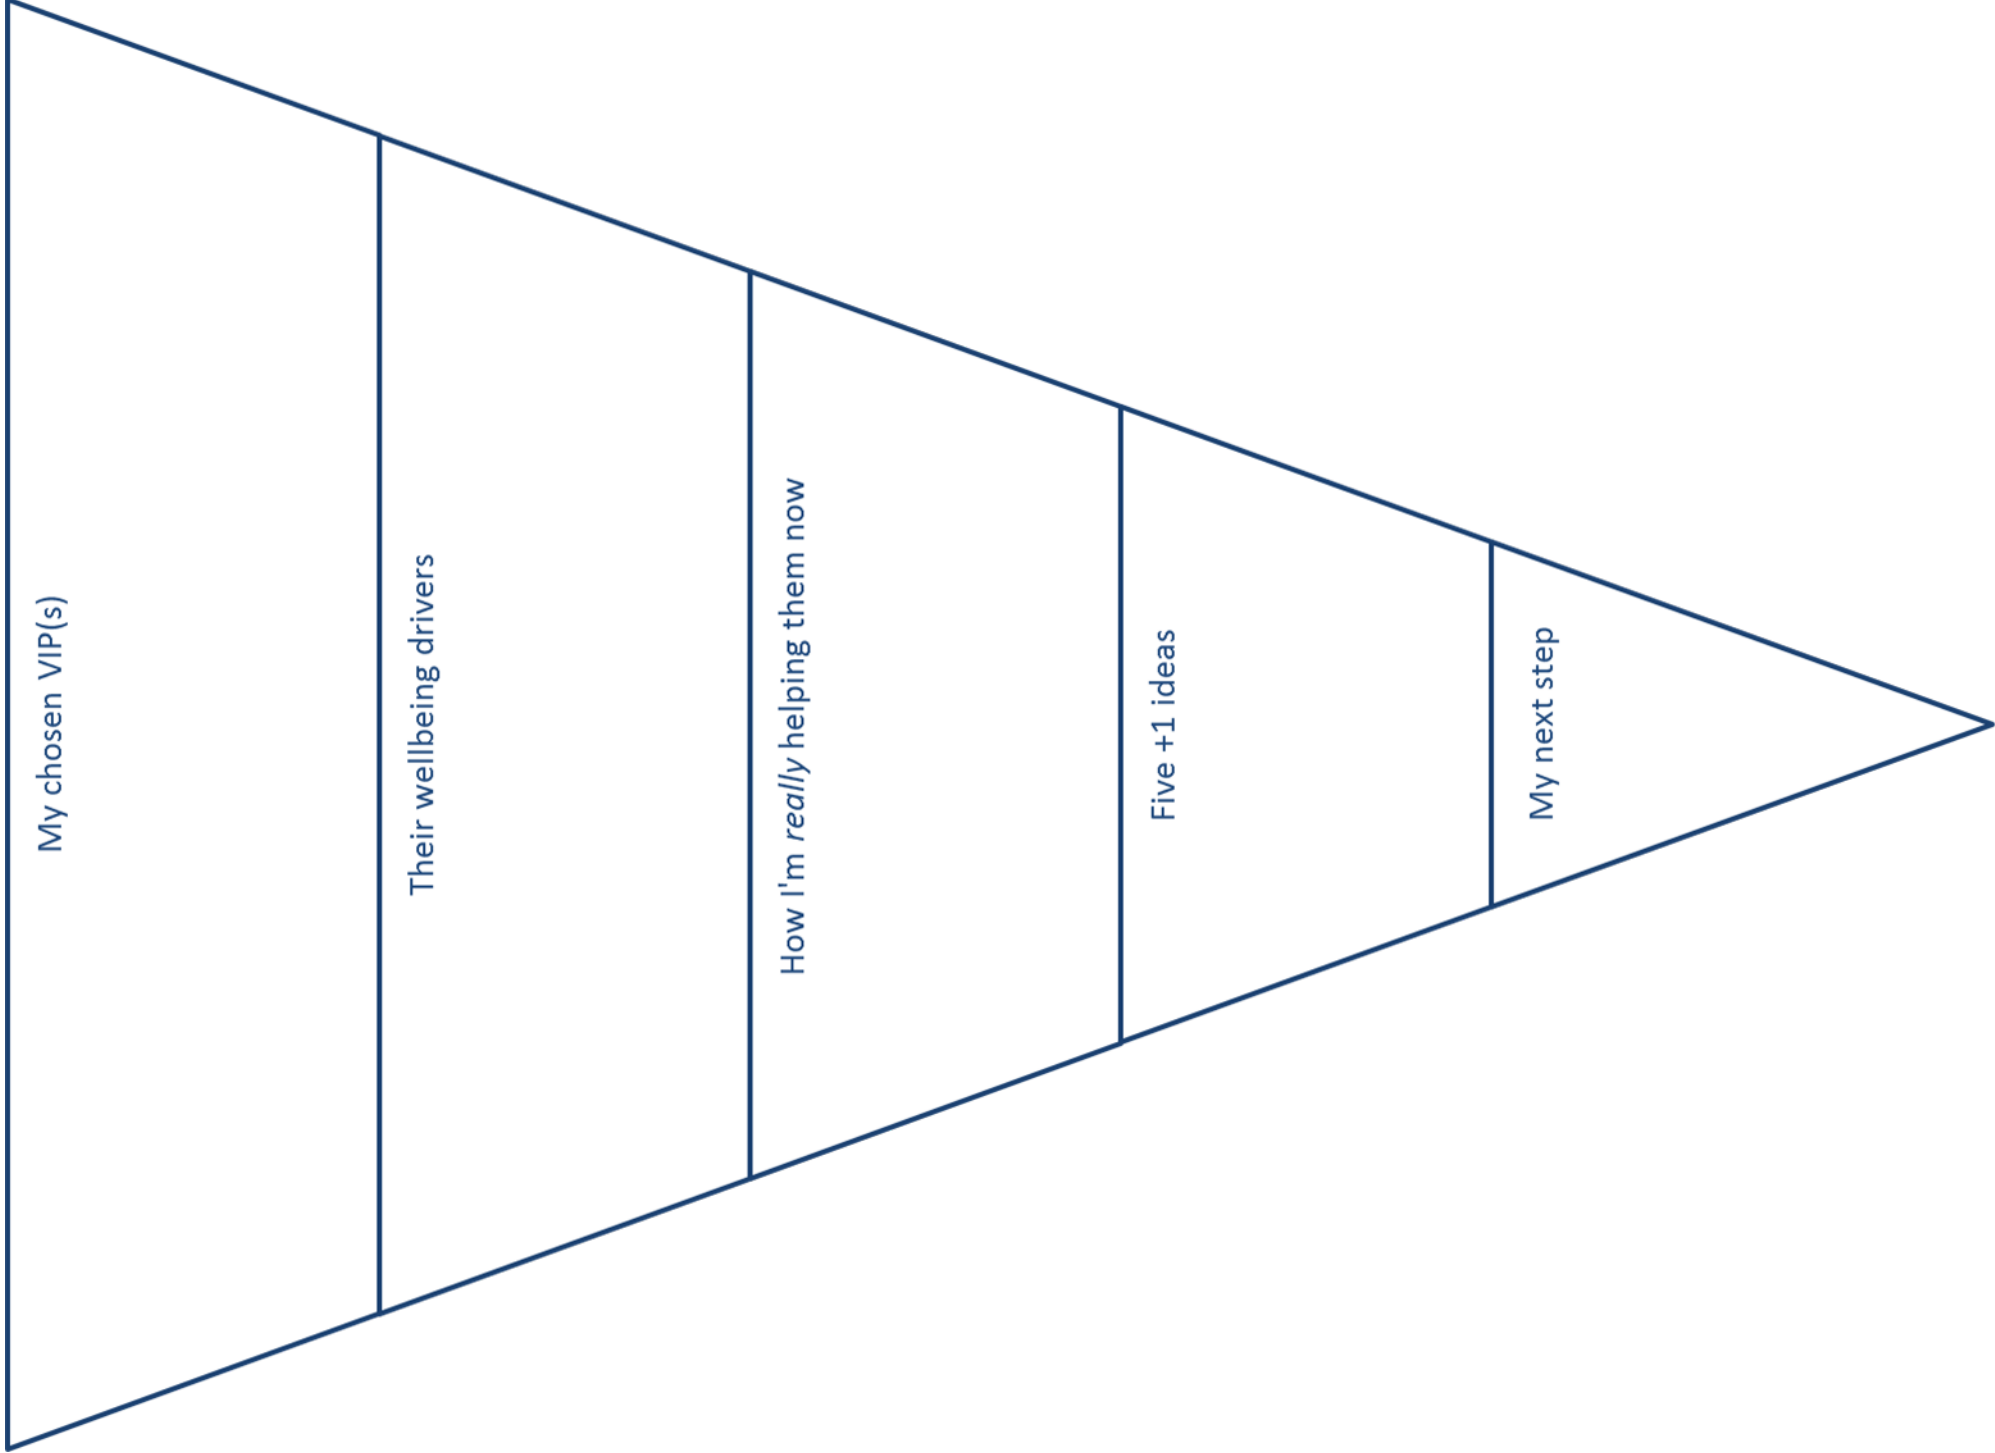 My chosen VIP(s)
Their wellbeing drivers
How I'm really helping them now
Five +1 ideas
My next step